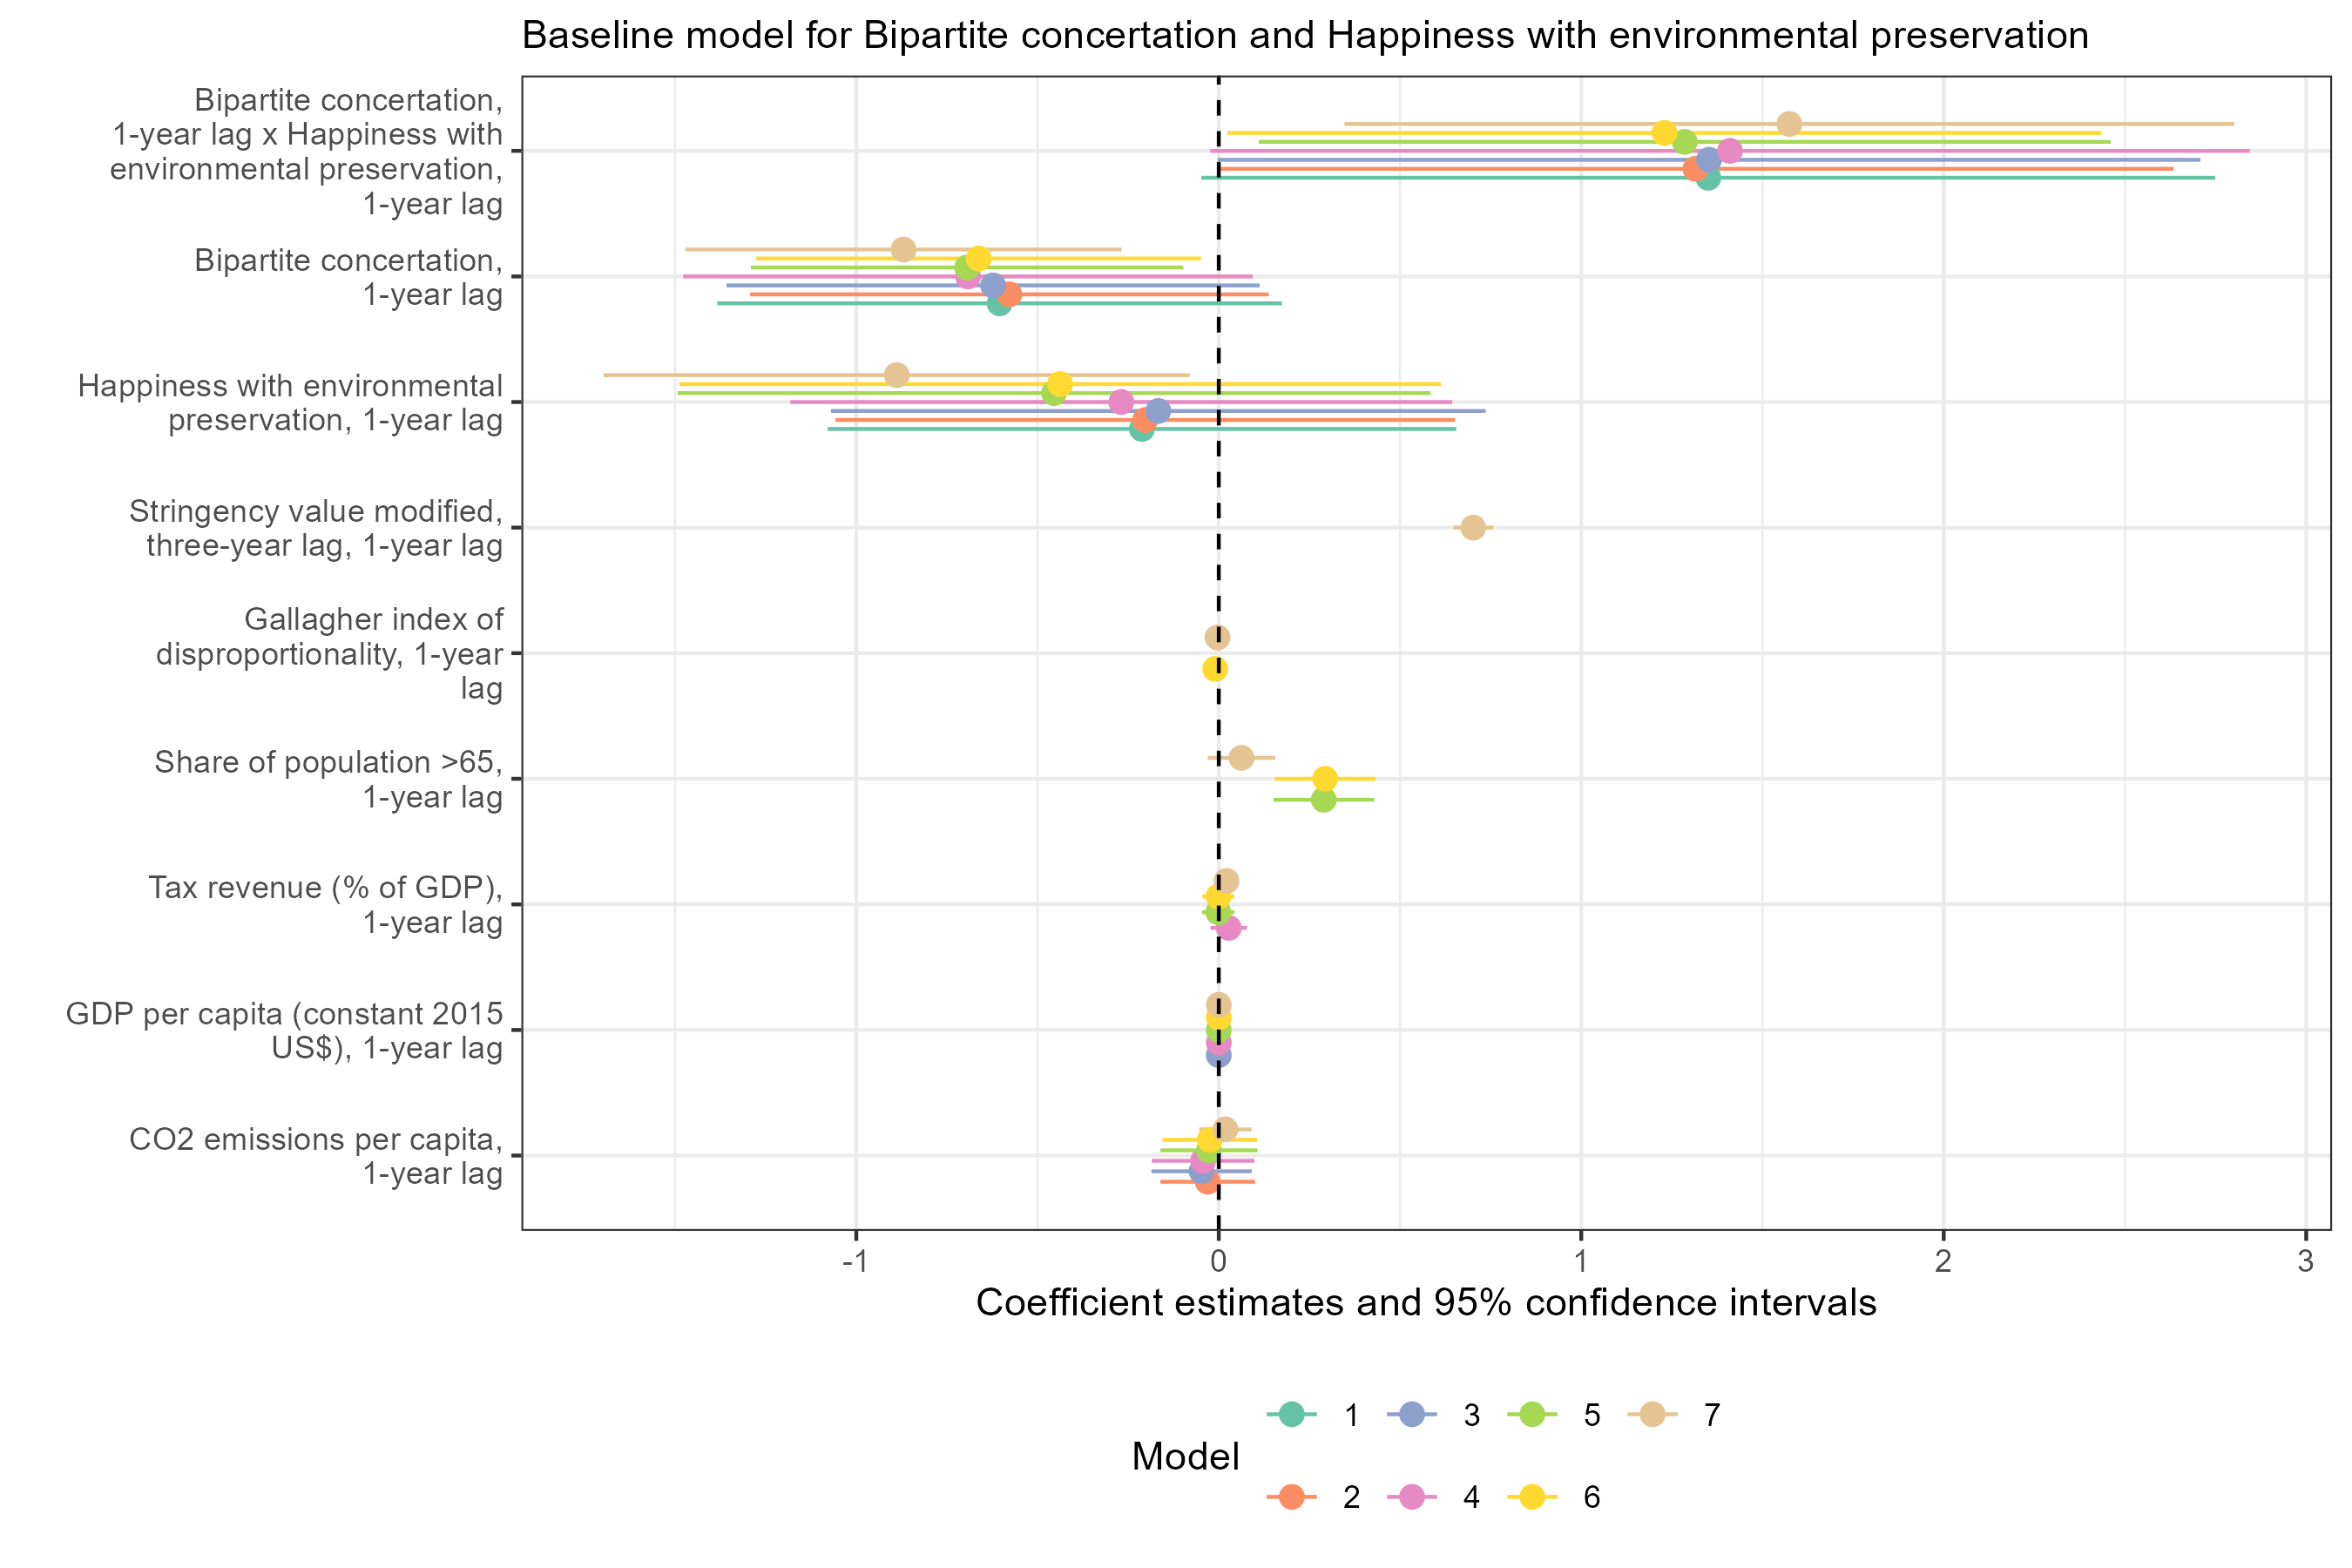 Baseline model for Bipartite concertation and Happiness with environmental preservation
Bipartite concertation,
1-year lag x Happiness with
environmental preservation,
1-year lag
Bipartite concertation,
1-year lag
Happiness with environmental
preservation, 1-year lag
Stringency value modified,
three-year lag, 1-year lag
Gallagher index of
disproportionality, 1-year
lag
Share of population >65,
1-year lag
Tax revenue (% of GDP),
1-year lag
GDP per capita (constant 2015
US$), 1-year lag
CO2 emissions per capita,
1-year lag
-1 0 1 2 3
Coefficient estimates and 95% confidence intervals
Model
1 3 5 7
2 4 6